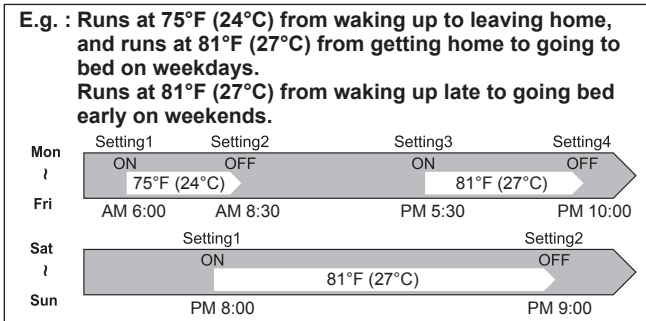 E.g. : Runs at 75°F (24°C) from waking up to leaving home,
and runs at 81°F (27°C) from getting home to going to
bed on weekdays.
Runs at 81°F (27°C) from waking up late to going bed
early on weekends.
Setting1 Setting2 Setting3 Setting4
Mon
~
Fri
ON OFF ON OFF
75°F (24°C) 81°F (27°C)
AM 6:00 AM 8:30 PM 5:30 PM 10:00
Setting1 Setting2
Sat
~
Sun
ON OFF
81°F (27°C)
PM 8:00 PM 9:00